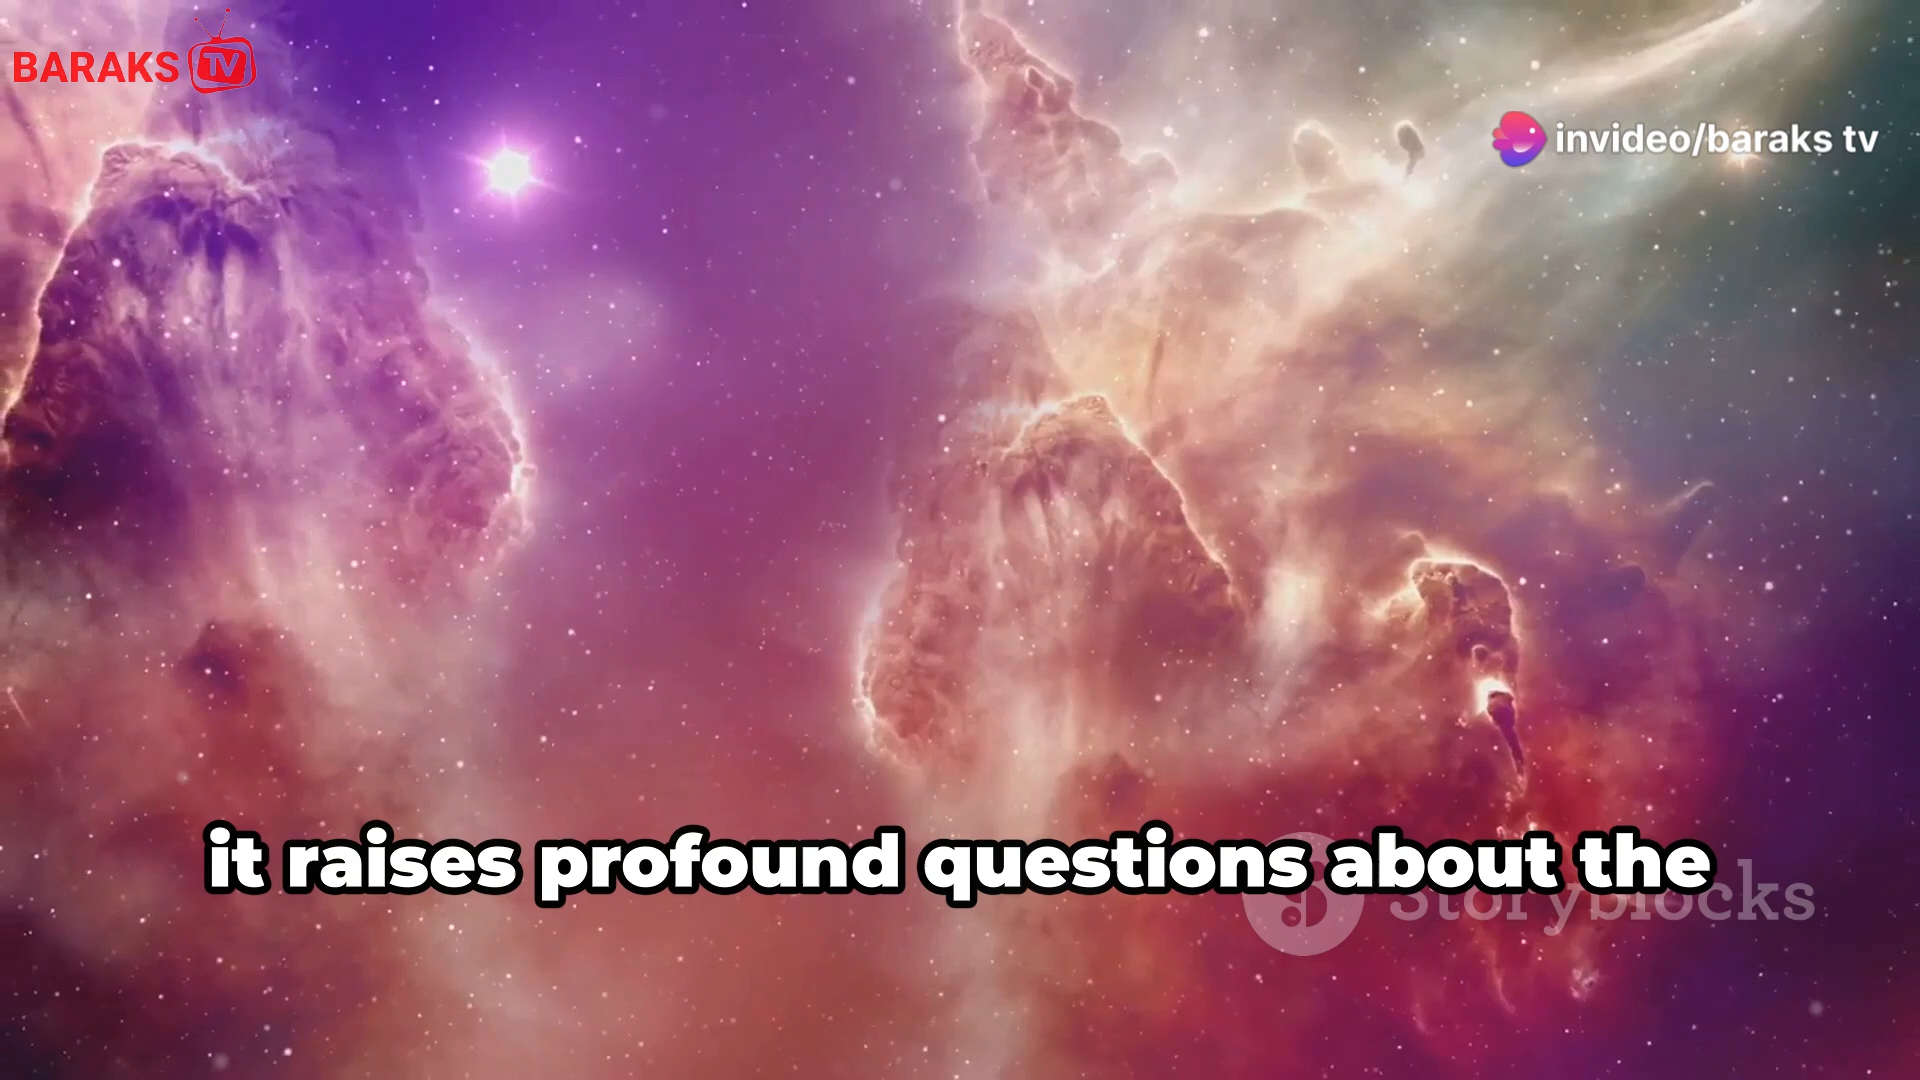 BARAKS TV
invideo/baraks tv
it raises profound questions about the
Storyblocks